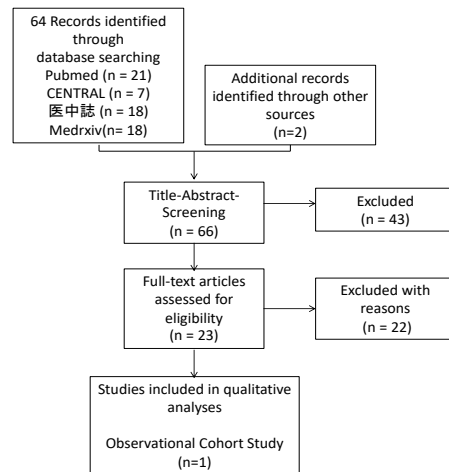 64 Records identified
through
database searching
Pubmed (n = 21)
CENTRAL (n = 7)
医中誌 (n = 18)
Medrxiv(n= 18)
Additional records
identified through other
sources
(n=2)
Title-Abstract-
Screening
(n = 66)
Excluded
(n = 43)
Full-text articles
assessed for
eligibility
(n = 23)
Excluded with
reasons
(n = 22)
Studies included in qualitative
analyses
Observational Cohort Study
(n=1)